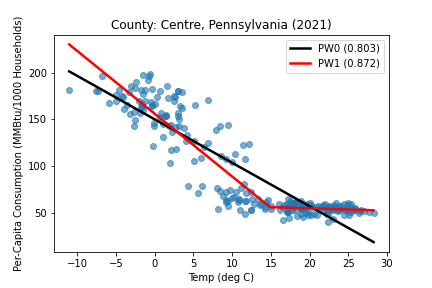 County: Centre, Pennsylvania (2021)
PW0 (0.803)
PW1 (0.872)
Per-Capita Consumption (MMBtu/1000 Households)
200
150
100
50
−10 −5 0 5 10 15 20 25 30
Temp (deg C)